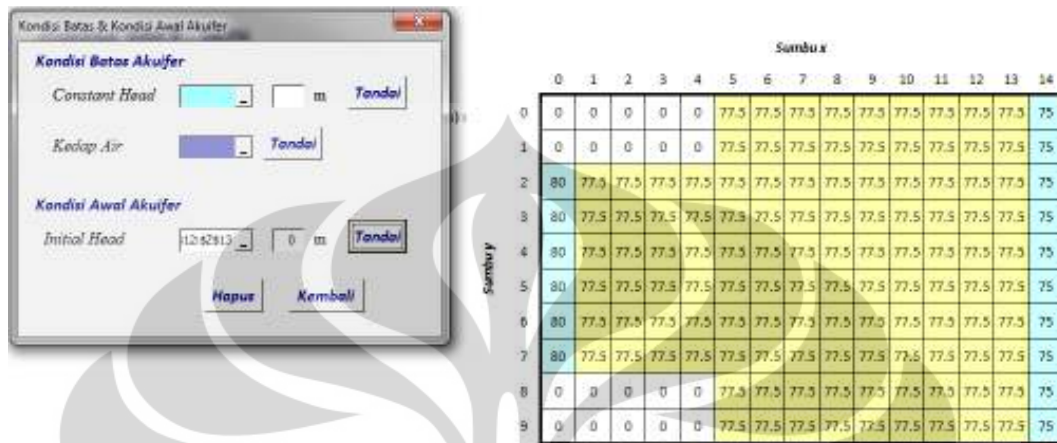 Kondisi Batas & Kondisi Awal Akuifer
Kondisi Batas Akuifer
Constant Head m Tandai
Kedap Air Tandai
Kondisi Awal Akuifer
Initial Head 0 m Tandai
Hapus Kembali
Sumbu x
0 1 2 3 4 5 6 7 8 9 10 11 12 13 14
Sumbu y
0 0 0 0 0 0 77.5 77.5 77.5 77.5 77.5 77.5 77.5 77.5 77.5 75
1 0 0 0 0 0 77.5 77.5 77.5 77.5 77.5 77.5 77.5 77.5 77.5 75
2 80 77.5 77.5 77.5 77.5 77.5 77.5 77.5 77.5 77.5 77.5 77.5 77.5 77.5 75
3 80 77.5 77.5 77.5 77.5 77.5 77.5 77.5 77.5 77.5 77.5 77.5 77.5 77.5 75
4 80 77.5 77.5 77.5 77.5 77.5 77.5 77.5 77.5 77.5 77.5 77.5 77.5 77.5 75
5 80 77.5 77.5 77.5 77.5 77.5 77.5 77.5 77.5 77.5 77.5 77.5 77.5 77.5 75
6 80 77.5 77.5 77.5 77.5 77.5 77.5 77.5 77.5 77.5 77.5 77.5 77.5 77.5 75
7 80 77.5 77.5 77.5 77.5 77.5 77.5 77.5 77.5 77.5 77.5 77.5 77.5 77.5 75
8 0 0 0 0 0 77.5 77.5 77.5 77.5 77.5 77.5 77.5 77.5 77.5 75
9 0 0 0 0 0 77.5 77.5 77.5 77.5 77.5 77.5 77.5 77.5 77.5 75